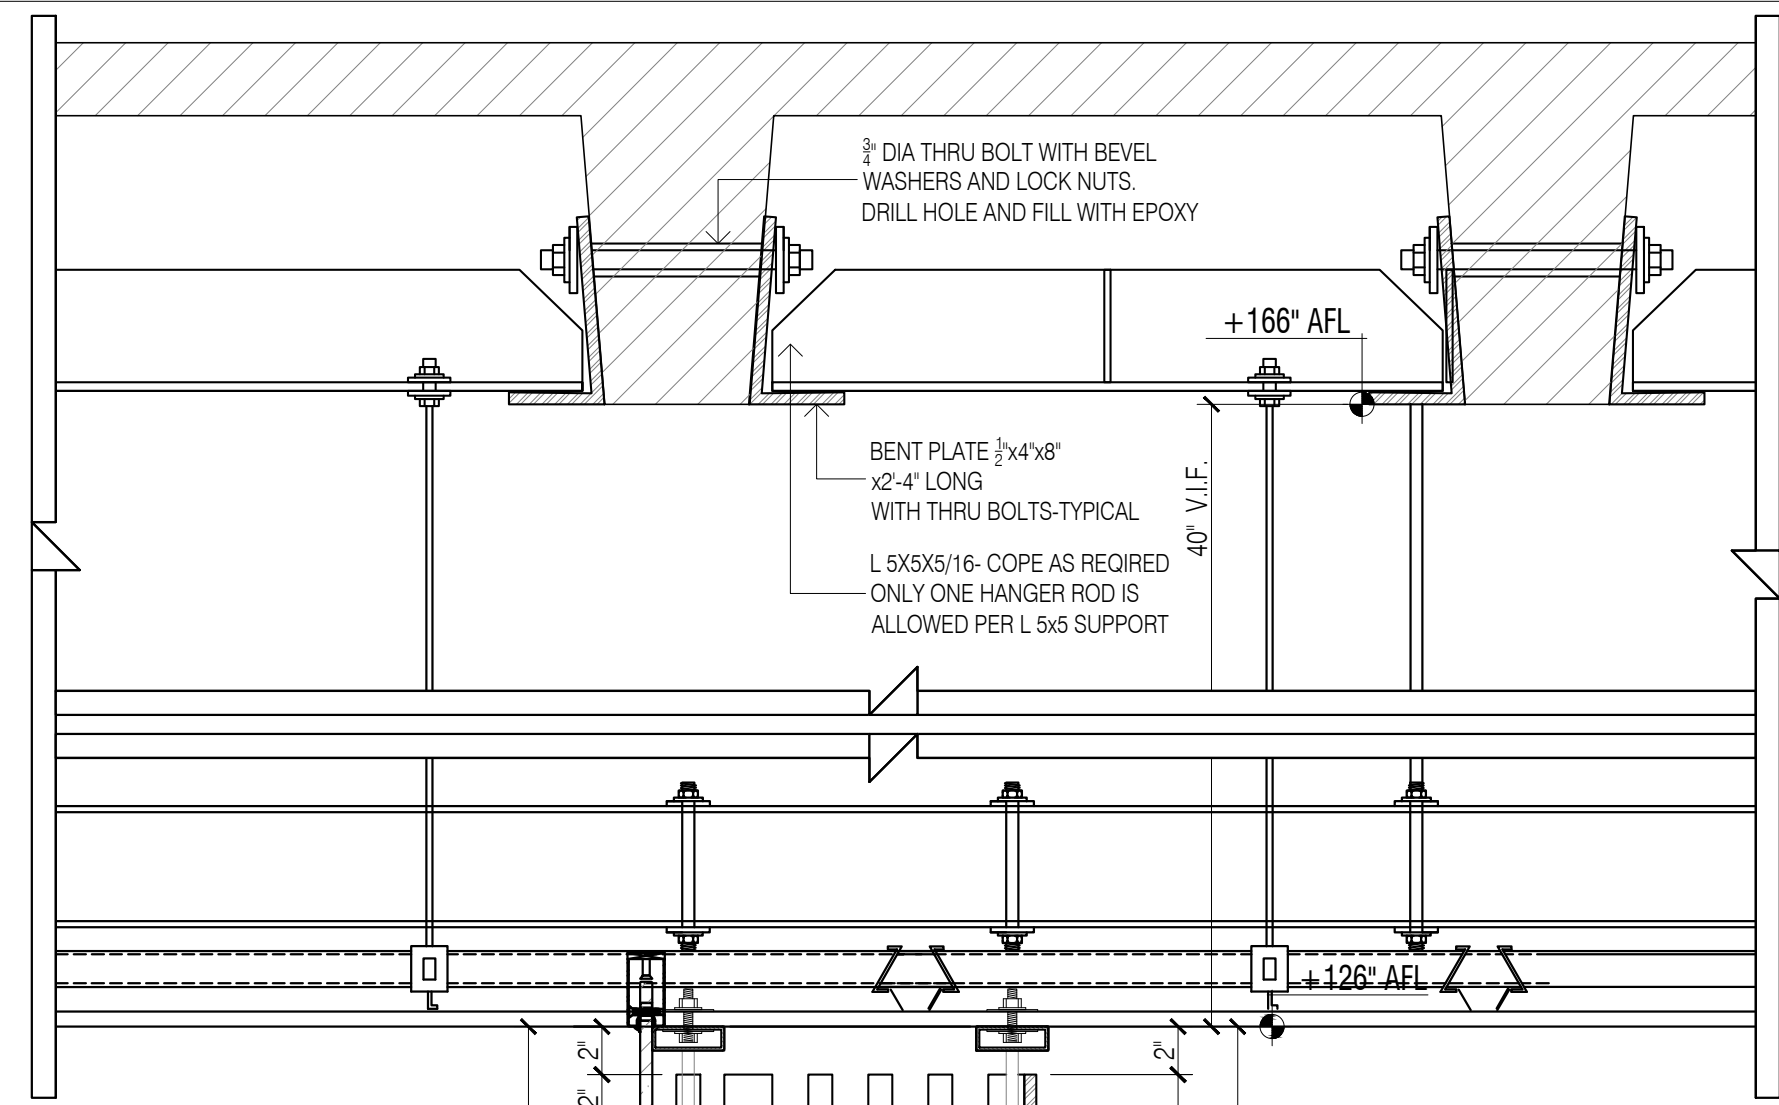 3/4" DIA THRU BOLT WITH BEVEL
WASHERS AND LOCK NUTS.
DRILL HOLE AND FILL WITH EPOXY
+166" AFL
BENT PLATE 1/2"x4"x8"
x2'-4" LONG
WITH THRU BOLTS-TYPICAL
40" V.I.F.
L 5X5X5/16- COPE AS REQIRED
ONLY ONE HANGER ROD IS
ALLOWED PER L 5x5 SUPPORT
+126" AFL
2"
2"